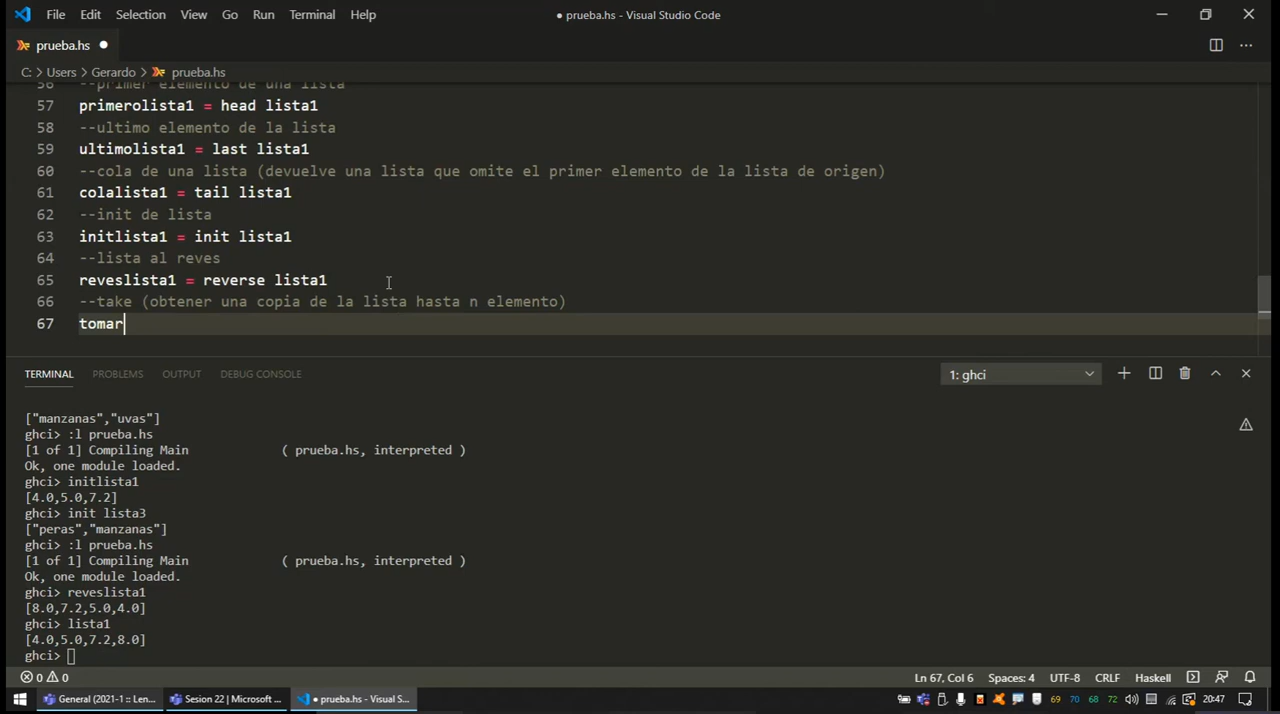 File Edit Selection View Go Run Terminal Help
● prueba.hs - Visual Studio Code
prueba.hs ●
C: > Users > Gerardo > prueba.hs
56 --primer elemento de una lista
57 primerolista1 = head lista1
58 --ultimo elemento de la lista
59 ultimolista1 = last lista1
60 --cola de una lista (devuelve una lista que omite el primer elemento de la lista de origen)
61 colalista1 = tail lista1
62 --init de lista
63 initlista1 = init lista1
64 --lista al reves
65 reveslista1 = reverse lista1
66 --take (obtener una copia de la lista hasta n elemento)
67 tomar
TERMINAL PROBLEMS OUTPUT DEBUG CONSOLE 1: ghci
["manzanas","uvas"]
ghci> :l prueba.hs
[1 of 1] Compiling Main ( prueba.hs, interpreted )
Ok, one module loaded.
ghci> initlista1
[4.0,5.0,7.2]
ghci> init lista3
["peras","manzanas"]
ghci> :l prueba.hs
[1 of 1] Compiling Main ( prueba.hs, interpreted )
Ok, one module loaded.
ghci> reveslista1
[8.0,7.2,5.0,4.0]
ghci> lista1
[4.0,5.0,7.2,8.0]
ghci>
0 0 Ln 67, Col 6 Spaces: 4 UTF-8 CRLF Haskell
General (2021-1 :: Len... Sesion 22 | Microsoft ... ● prueba.hs - Visual S... 69 70 68 72 20:47